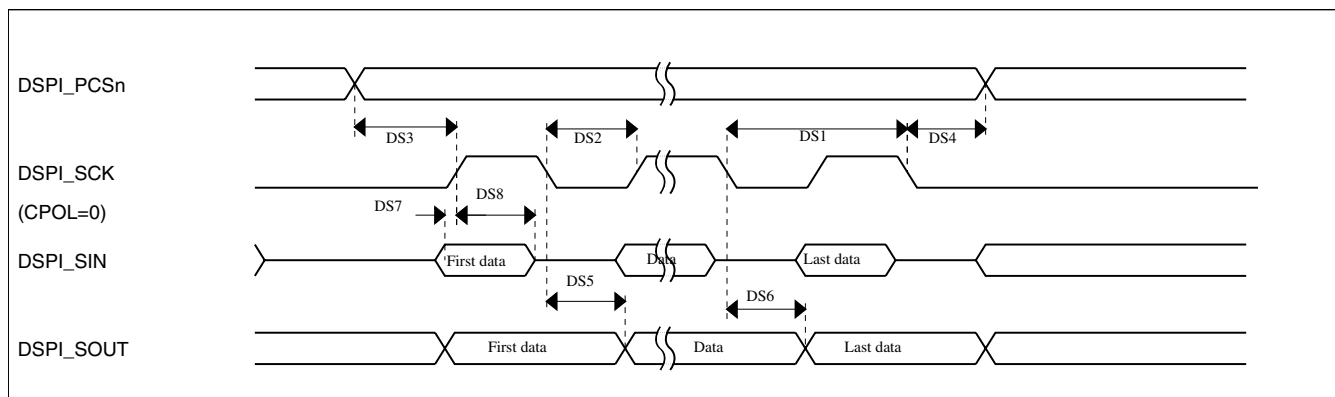 DSPI_PCSn
DS3
DS2
DS1
DS4
DSPI_SCK
(CPOL=0)
DS7
DS8
DSPI_SIN
First data
Data
Last data
DS5
DS6
DSPI_SOUT
First data
Data
Last data